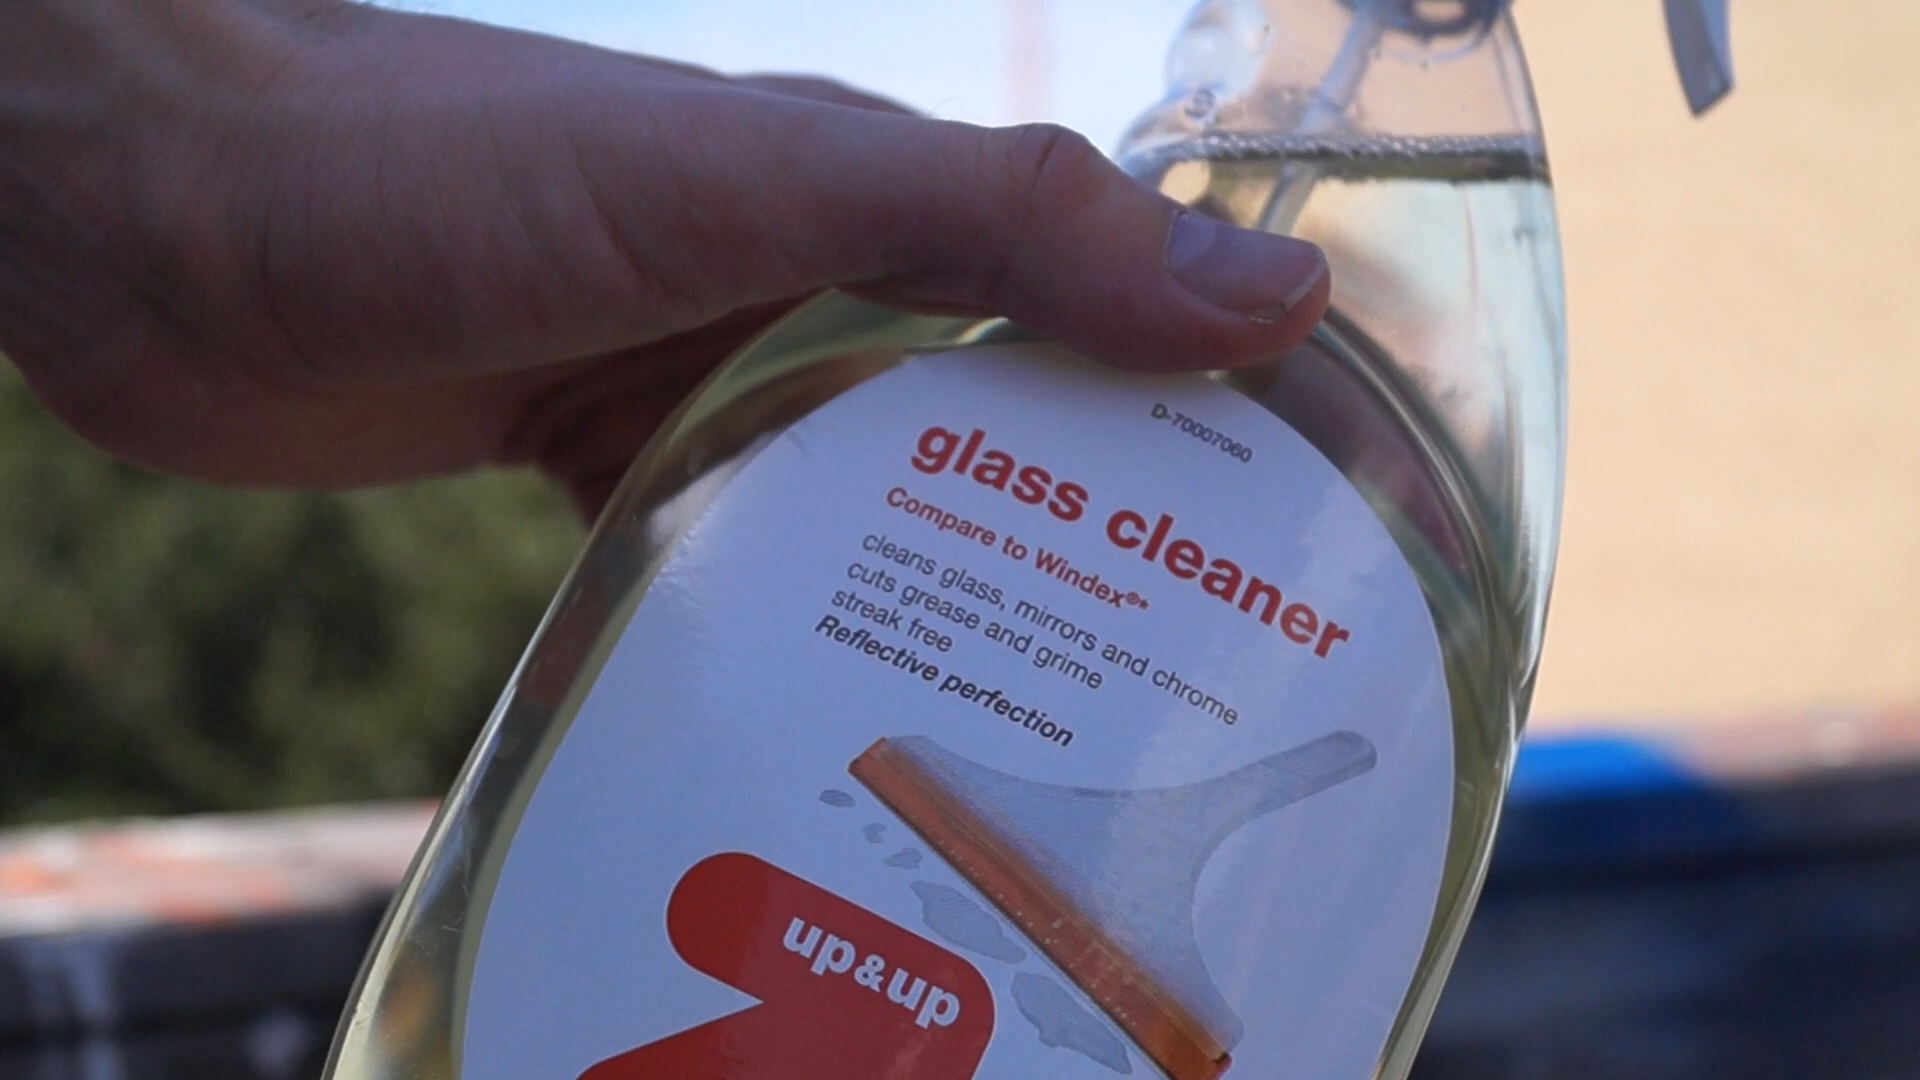 D-70007060
glass cleaner
Compare to Windex®*
cleans glass, mirrors and chrome
cuts grease and grime
streak free
Reflective perfection
up&up